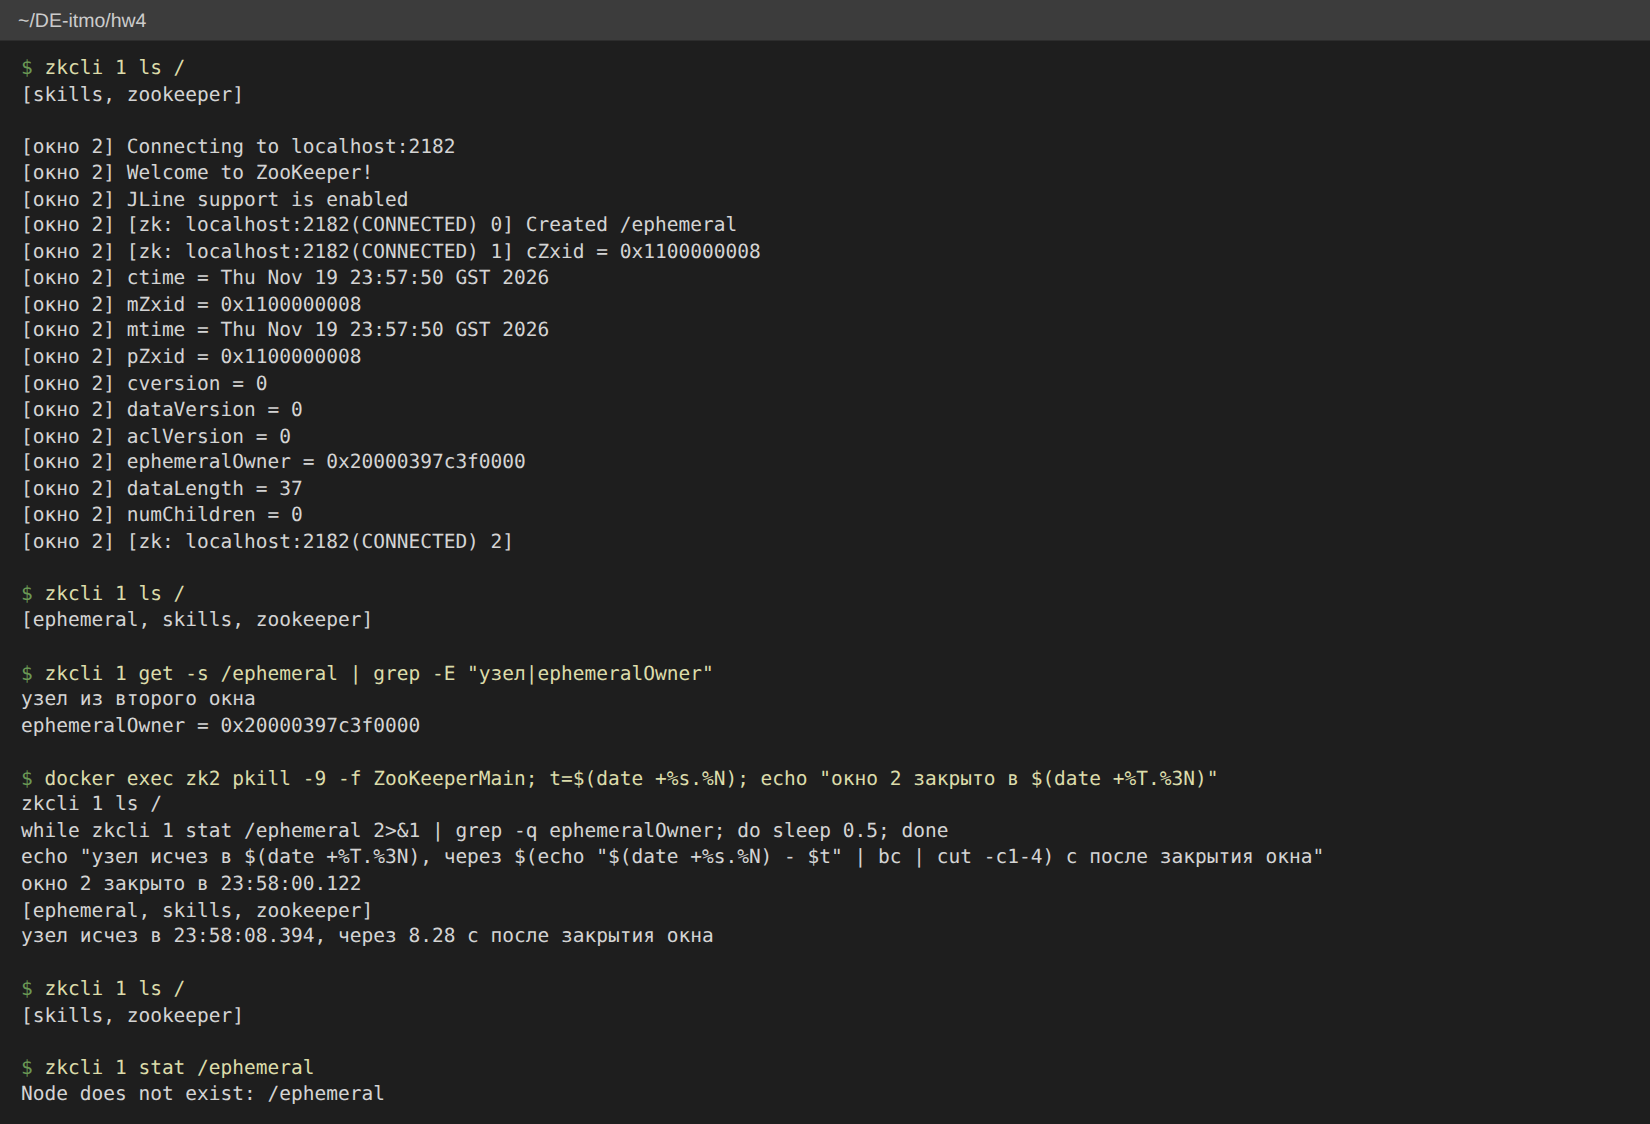 ~/DE-itmo/hw4
$ zkcli 1 ls /
[skills, zookeeper]
[окно 2] Connecting to localhost:2182
[окно 2] Welcome to ZooKeeper!
[окно 2] JLine support is enabled
[окно 2] [zk: localhost:2182(CONNECTED) 0] Created /ephemeral
[окно 2] [zk: localhost:2182(CONNECTED) 1] cZxid = 0x1100000008
[окно 2] ctime = Thu Nov 19 23:57:50 GST 2026
[окно 2] mZxid = 0x1100000008
[окно 2] mtime = Thu Nov 19 23:57:50 GST 2026
[окно 2] pZxid = 0x1100000008
[окно 2] cversion = 0
[окно 2] dataVersion = 0
[окно 2] aclVersion = 0
[окно 2] ephemeralOwner = 0x20000397c3f0000
[окно 2] dataLength = 37
[окно 2] numChildren = 0
[окно 2] [zk: localhost:2182(CONNECTED) 2]
$ zkcli 1 ls /
[ephemeral, skills, zookeeper]
$ zkcli 1 get -s /ephemeral | grep -E "узел|ephemeralOwner"
узел из второго окна
ephemeralOwner = 0x20000397c3f0000
$ docker exec zk2 pkill -9 -f ZooKeeperMain; t=$(date +%s.%N); echo "окно 2 закрыто в $(date +%T.%3N)"
zkcli 1 ls /
while zkcli 1 stat /ephemeral 2>&1 | grep -q ephemeralOwner; do sleep 0.5; done
echo "узел исчез в $(date +%T.%3N), через $(echo "$(date +%s.%N) - $t" | bc | cut -c1-4) с после закрытия окна"
окно 2 закрыто в 23:58:00.122
[ephemeral, skills, zookeeper]
узел исчез в 23:58:08.394, через 8.28 с после закрытия окна
$ zkcli 1 ls /
[skills, zookeeper]
$ zkcli 1 stat /ephemeral
Node does not exist: /ephemeral